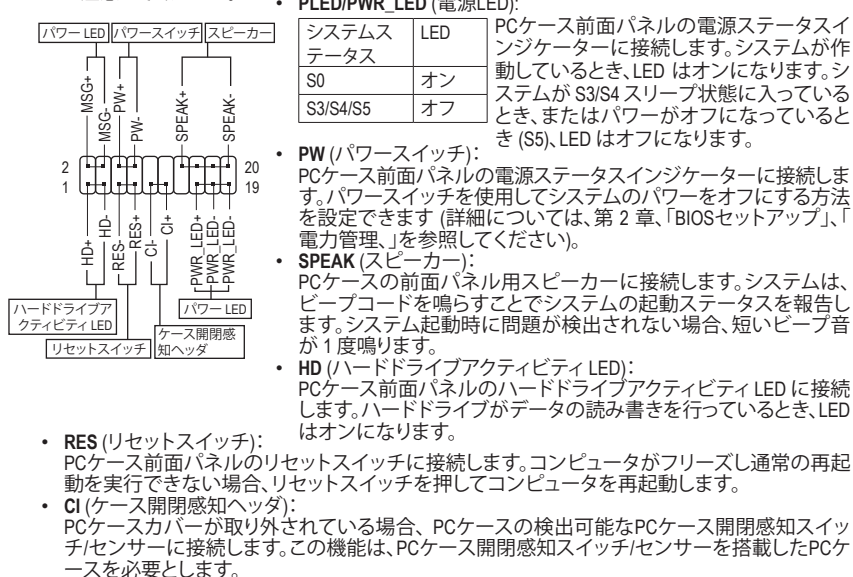 • PLED/PWR_LED (電源LED):
システムス
テータス
LED
S0
オン
S3/S4/S5
オフ
PCケース前面パネルの電源ステータスイ
ンジケーターに接続します。システムが作
動しているとき、LED はオンになります。シ
ステムが S3/S4 スリープ状態に入っている
とき、またはパワーがオフになっていると
き (S5)、LED はオフになります。
パワー LED
パワースイッチ
スピーカー
MSG+
MSG-
PW+
PW-
SPEAK+
SPEAK-
2
20
1
19
HD+
HD-
RES-
RES+
CI-
CI+
PWR_LED+
PWR_LED-
PWR_LED-
ハードドライブア
クティビティ LED
リセットスイッチ
ケース開閉感
知ヘッダ
パワー LED
• PW (パワースイッチ):
PCケース前面パネルの電源ステータスインジケーターに接続しま
す。パワースイッチを使用してシステムのパワーをオフにする方法
を設定できます (詳細については、第 2 章、「BIOSセットアップ」、「
電力管理、」を参照してください)。
• SPEAK (スピーカー):
PCケースの前面パネル用スピーカーに接続します。システムは、
ビープコードを鳴らすことでシステムの起動ステータスを報告し
ます。システム起動時に問題が検出されない場合、短いビープ音
が 1 度鳴ります。
• HD (ハードドライブアクティビティ LED):
PCケース前面パネルのハードドライブアクティビティ LED に接続
します。ハードドライブがデータの読み書きを行っているとき、LED
はオンになります。
• RES (リセットスイッチ):
PCケース前面パネルのリセットスイッチに接続します。コンピュータがフリーズし通常の再起
動を実行できない場合、リセットスイッチを押してコンピュータを再起動します。
• CI (ケース開閉感知ヘッダ):
PCケースカバーが取り外されている場合、PCケースの検出可能なPCケース開閉感知スイッ
チ/センサーに接続します。この機能は、PCケース開閉感知スイッチ/センサーを搭載したPCケ
ースを必要とします。